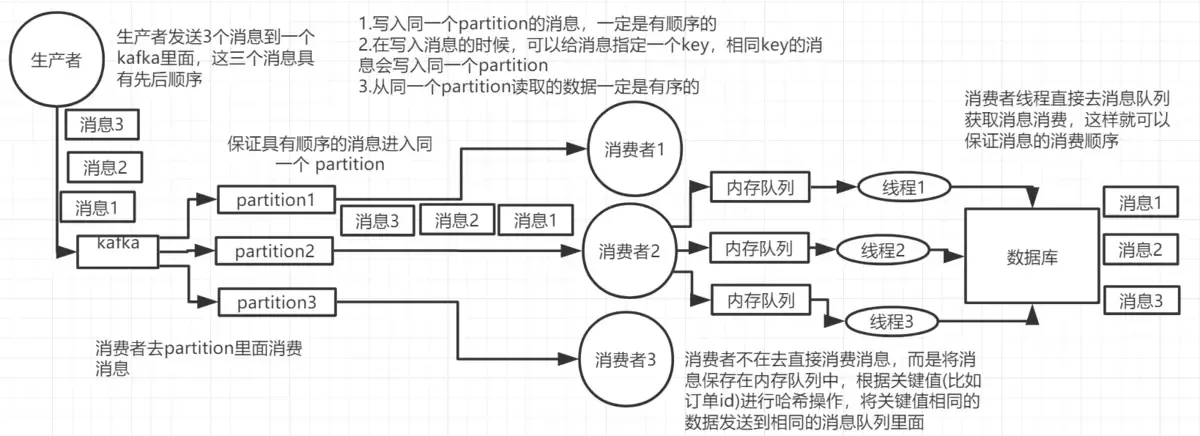 生产者
生产者发送3个消息到一个
kafka里面，这三个消息具
有先后顺序
1.写入同一个partition的消息，一定是有顺序的
2.在写入消息的时候，可以给消息指定一个key，相同key的消
息会写入同一个partition
3.从同一个partition读取的数据一定是有序的
消费者线程直接去消息队列
获取消息消费，这样就可以
保证消息的消费顺序
消息3
消息2
消息1
保证具有顺序的消息进入同
一个 partition
消费者1
kafka
partition1
消息3
消息2
消息1
partition2
partition3
消费者2
内存队列
线程1
内存队列
线程2
内存队列
线程3
数据库
消息1
消息2
消息3
消费者去partition里面消费
消息
消费者3
消费者不在去直接消费消息，而是将消
息保存在内存队列中，根据关键值(比如
订单id)进行哈希操作，将关键值相同的
数据发送到相同的消息队列里面